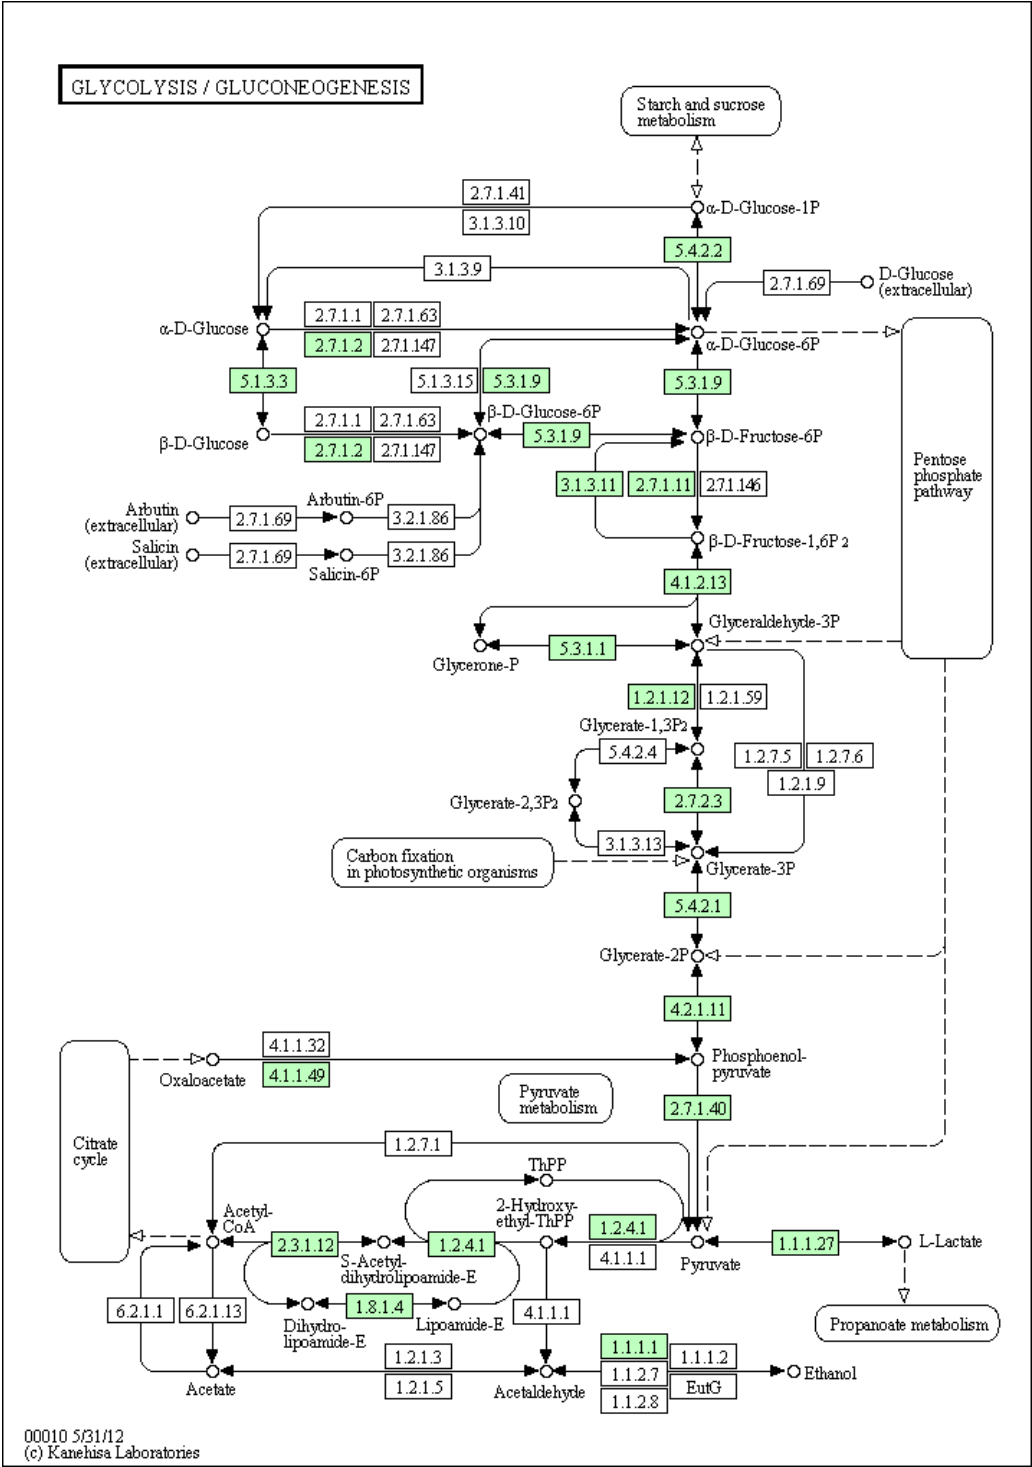 GLYCOLYSIS / GLUCONEOGENESIS
Starch and sucrose
metabolism
2.7.1.41
α-D-Glucose-1P
3.1.3.10
5.4.2.2
3.1.3.9
2.7.1.69
D-Glucose
(extracellular)
2.7.1.1
2.7.1.63
α-D-Glucose
α-D-Glucose-6P
2.7.1.2
2.7.1.147
5.1.3.3
5.1.3.15
5.3.1.9
5.3.1.9
2.7.1.1
2.7.1.63
β-D-Glucose-6P
β-D-Glucose
5.3.1.9
β-D-Fructose-6P
2.7.1.2
2.7.1.147
Pentose
phosphate
pathway
3.1.3.11
2.7.1.11
2.7.1.146
Arbutin
(extracellular)
2.7.1.69
Arbutin-6P
3.2.1.86
Salicin
(extracellular)
2.7.1.69
Salicin-6P
3.2.1.86
β-D-Fructose-1,6P2
4.1.2.13
Glyceraldehyde-3P
Glycerone-P
5.3.1.1
1.2.1.12
1.2.1.59
Glycerate-1,3P2
5.4.2.4
1.2.7.5
1.2.7.6
1.2.1.9
Glycerate-2,3P2
2.7.2.3
3.1.3.13
Carbon fixation
in photosynthetic organisms
Glycerate-3P
5.4.2.1
Glycerate-2P
4.2.1.11
4.1.1.32
Oxaloacetate
4.1.1.49
Phosphoenol-
pyruvate
Pyruvate
metabolism
2.7.1.40
Citrate
cycle
1.2.7.1
ThPP
Acetyl-
CoA
2-Hydroxy-
ethyl-ThPP
1.2.4.1
2.3.1.12
1.2.4.1
4.1.1.1
Pyruvate
1.1.1.27
L-Lactate
S-Acetyl-
dihydrolipoamide-E
6.2.1.1
6.2.1.13
1.8.1.4
4.1.1.1
Dihydro-
lipoamide-E
Lipoamide-E
Propanoate metabolism
1.2.1.3
1.1.1.1
1.1.1.2
Acetate
1.2.1.5
Acetaldehyde
1.1.2.7
EutG
Ethanol
1.1.2.8
00010 5/31/12
(c) Kanehisa Laboratories